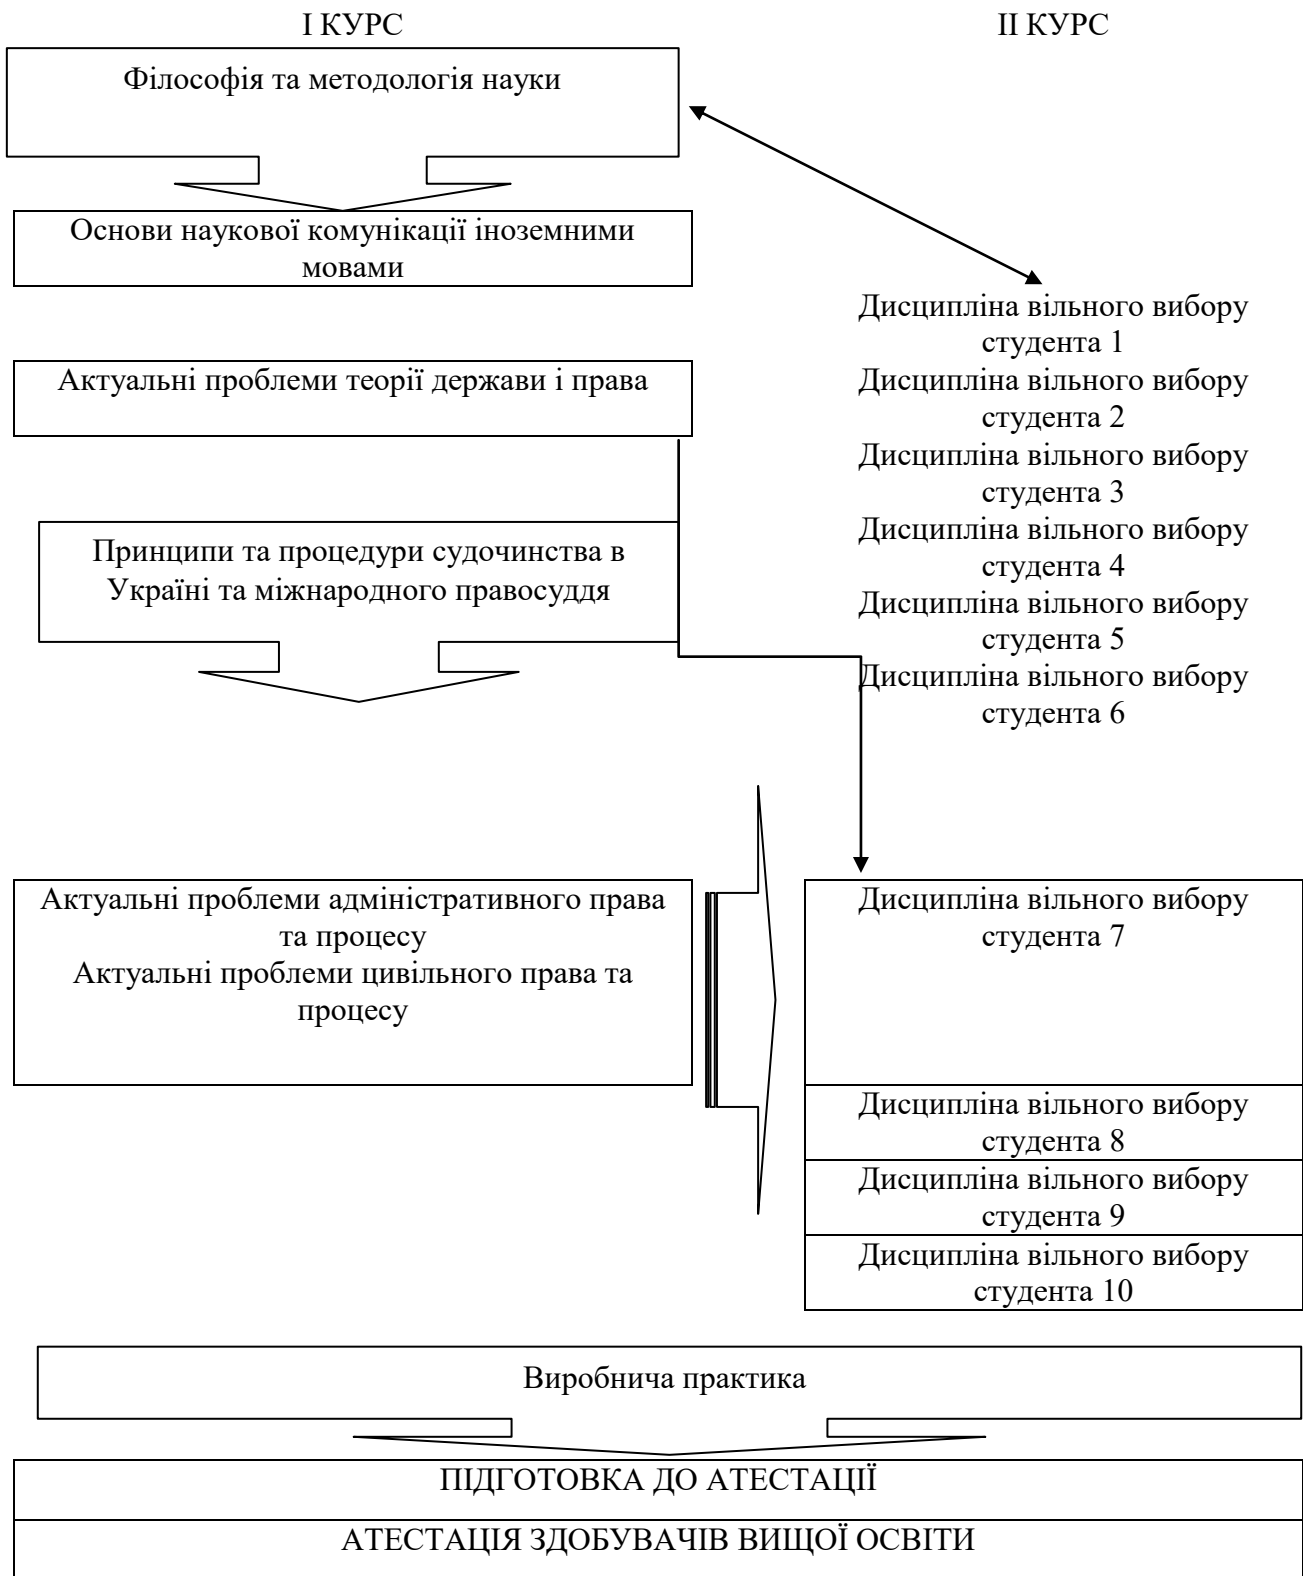 І КУРС
ІІ КУРС
Філософія та методологія науки
Основи наукової комунікації іноземними
мовами
Дисципліна вільного вибору
студента 1
Актуальні проблеми теорії держави і права
Дисципліна вільного вибору
студента 2
Дисципліна вільного вибору
студента 3
Принципи та процедури судочинства в
Україні та міжнародного правосуддя
Дисципліна вільного вибору
студента 4
Дисципліна вільного вибору
студента 5
Дисципліна вільного вибору
студента 6
Актуальні проблеми адміністративного права
та процесу
Актуальні проблеми цивільного права та
процесу
Дисципліна вільного вибору
студента 7
Дисципліна вільного вибору
студента 8
Дисципліна вільного вибору
студента 9
Дисципліна вільного вибору
студента 10
Виробнича практика
ПІДГОТОВКА ДО АТЕСТАЦІЇ
АТЕСТАЦІЯ ЗДОБУВАЧІВ ВИЩОЇ ОСВІТИ